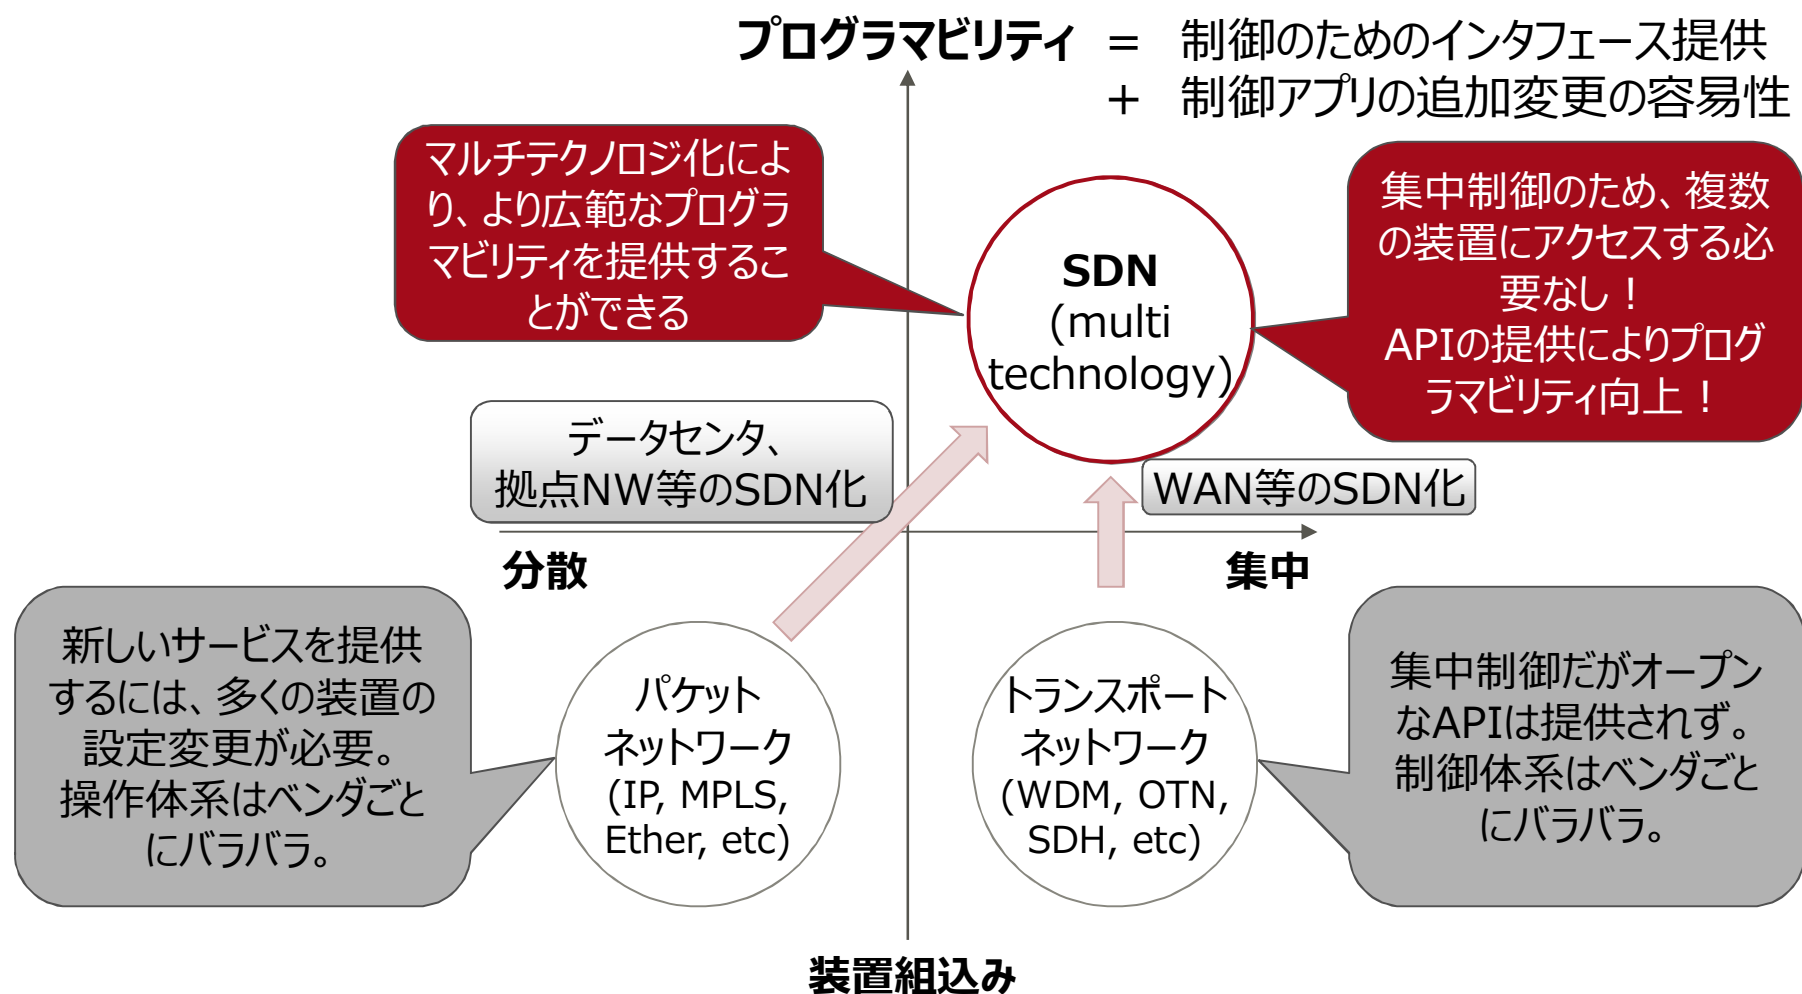 プログラマビリティ = 制御のためのインタフェース提供
+ 制御アプリの追加変更の容易性
マルチテクノロジ化によ
り、より広範なプログラ
マビリティを提供するこ
とができる
SDN
(multi
technology)
集中制御のため、複数
の装置にアクセスする必
要なし！
APIの提供によりプログ
ラマビリティ向上！
データセンタ、
拠点NW等のSDN化
WAN等のSDN化
分散
集中
新しいサービスを提供
するには、多くの装置の
設定変更が必要。
操作体系はベンダごと
にバラバラ。
パケット
ネットワーク
(IP, MPLS,
Ether, etc)
トランスポート
ネットワーク
(WDM, OTN,
SDH, etc)
集中制御だがオープン
なAPIは提供されず。
制御体系はベンダごと
にバラバラ。
装置組込み